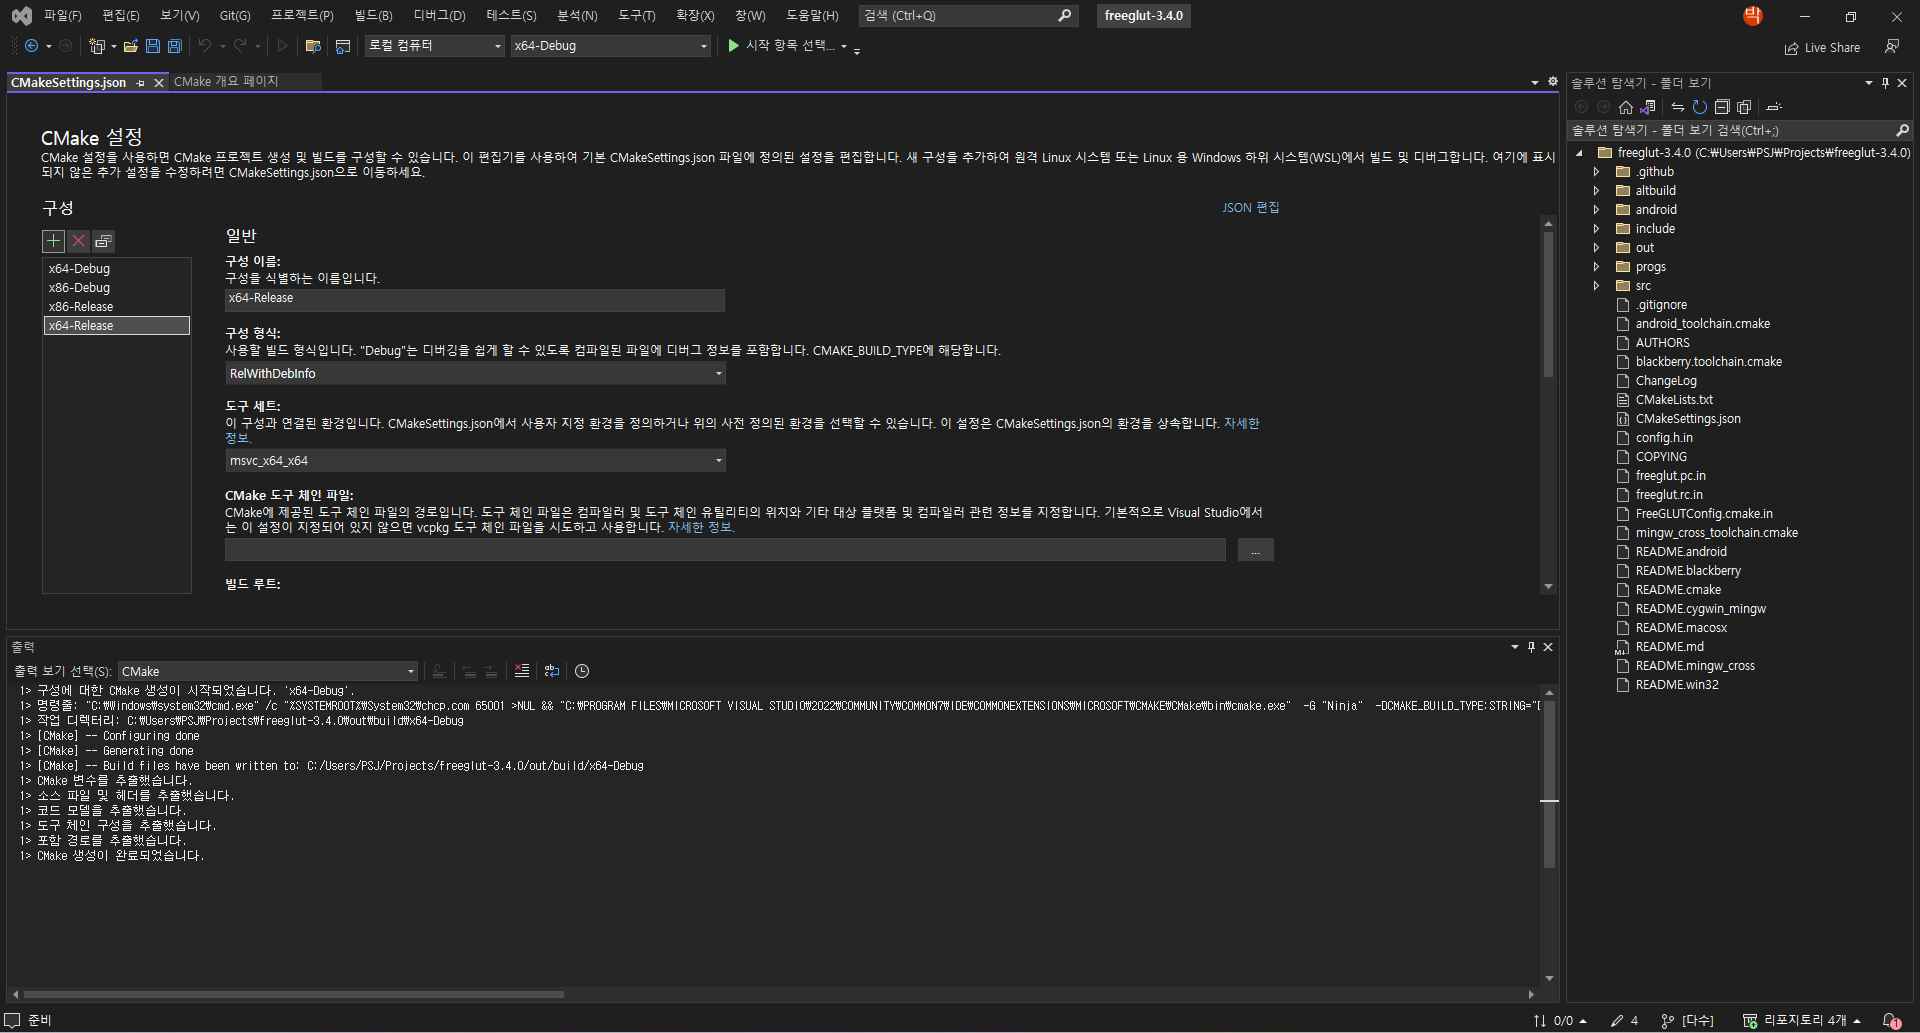 파일(F) 편집(E) 보기(V) Git(G) 프로젝트(P) 빌드(B) 디버그(D) 테스트(S) 분석(N) 도구(T) 확장(X) 창(W) 도움말(H) 검색 (Ctrl+Q) freeglut-3.4.0
로컬 컴퓨터 x64-Debug 시작 항목 선택... Live Share
CMakeSettings.json CMake 개요 페이지
CMake 설정
CMake 설정을 사용하면 CMake 프로젝트 생성 및 빌드를 구성할 수 있습니다. 이 편집기를 사용하여 기본 CMakeSettings.json 파일에 정의된 설정을 편집합니다. 새 구성을 추가하여 원격 Linux 시스템 또는 Linux 용 Windows 하위 시스템(WSL)에서 빌드 및 디버그합니다. 여기에 표시
되지 않은 추가 설정을 수정하려면 CMakeSettings.json으로 이동하세요.
구성
JSON 편집
x64-Debug
x86-Debug
x86-Release
x64-Release
일반
구성 이름:
구성을 식별하는 이름입니다.
x64-Release
구성 형식:
사용할 빌드 형식입니다. "Debug"는 디버깅을 쉽게 할 수 있도록 컴파일된 파일에 디버그 정보를 포함합니다. CMAKE_BUILD_TYPE에 해당합니다.
RelWithDebInfo
도구 세트:
이 구성과 연결된 환경입니다. CMakeSettings.json에서 사용자 지정 환경을 정의하거나 위의 사전 정의된 환경을 선택할 수 있습니다. 이 설정은 CMakeSettings.json의 환경을 상속합니다. 자세한
정보.
msvc_x64_x64
CMake 도구 체인 파일:
CMake에 제공된 도구 체인 파일의 경로입니다. 도구 체인 파일은 컴파일러 및 도구 체인 유틸리티의 위치와 기타 대상 플랫폼 및 컴파일러 관련 정보를 지정합니다. 기본적으로 Visual Studio에서
는 이 설정이 지정되어 있지 않으면 vcpkg 도구 체인 파일을 시도하고 사용합니다. 자세한 정보.
...
빌드 루트:
출력
출력 보기 선택(S): CMake
1> 구성에 대한 CMake 생성이 시작되었습니다. 'x64-Debug'.
1> 명령줄: "C:₩Windows₩system32₩cmd.exe" /c "%SYSTEMROOT%₩System32₩chcp.com 65001 >NUL && "C:₩PROGRAM FILES₩MICROSOFT VISUAL STUDIO₩2022₩COMMUNITY₩COMMON7₩IDE₩COMMONEXTENSIONS₩MICROSOFT₩CMAKE₩CMake₩bin₩cmake.exe" -G "Ninja" -DCMAKE_BUILD_TYPE:STRING="
1> 작업 디렉터리: C:₩Users₩PSJ₩Projects₩freeglut-3.4.0₩out₩build₩x64-Debug
1> [CMake] -- Configuring done
1> [CMake] -- Generating done
1> [CMake] -- Build files have been written to: C:/Users/PSJ/Projects/freeglut-3.4.0/out/build/x64-Debug
1> CMake 변수를 추출했습니다.
1> 소스 파일 및 헤더를 추출했습니다.
1> 코드 모델을 추출했습니다.
1> 도구 체인 구성을 추출했습니다.
1> 포함 경로를 추출했습니다.
1> CMake 생성이 완료되었습니다.
솔루션 탐색기 - 폴더 보기
솔루션 탐색기 - 폴더 보기 검색(Ctrl+;)
freeglut-3.4.0 (C:₩Users₩PSJ₩Projects₩freeglut-3.4.0)
.github
altbuild
android
include
out
progs
src
.gitignore
android_toolchain.cmake
AUTHORS
blackberry.toolchain.cmake
ChangeLog
CMakeLists.txt
CMakeSettings.json
config.h.in
COPYING
freeglut.pc.in
freeglut.rc.in
FreeGLUTConfig.cmake.in
mingw_cross_toolchain.cmake
README.android
README.blackberry
README.cmake
README.cygwin_mingw
README.macosx
README.md
README.mingw_cross
README.win32
준비 0/0 4 [다수] 리포지토리 4개 1